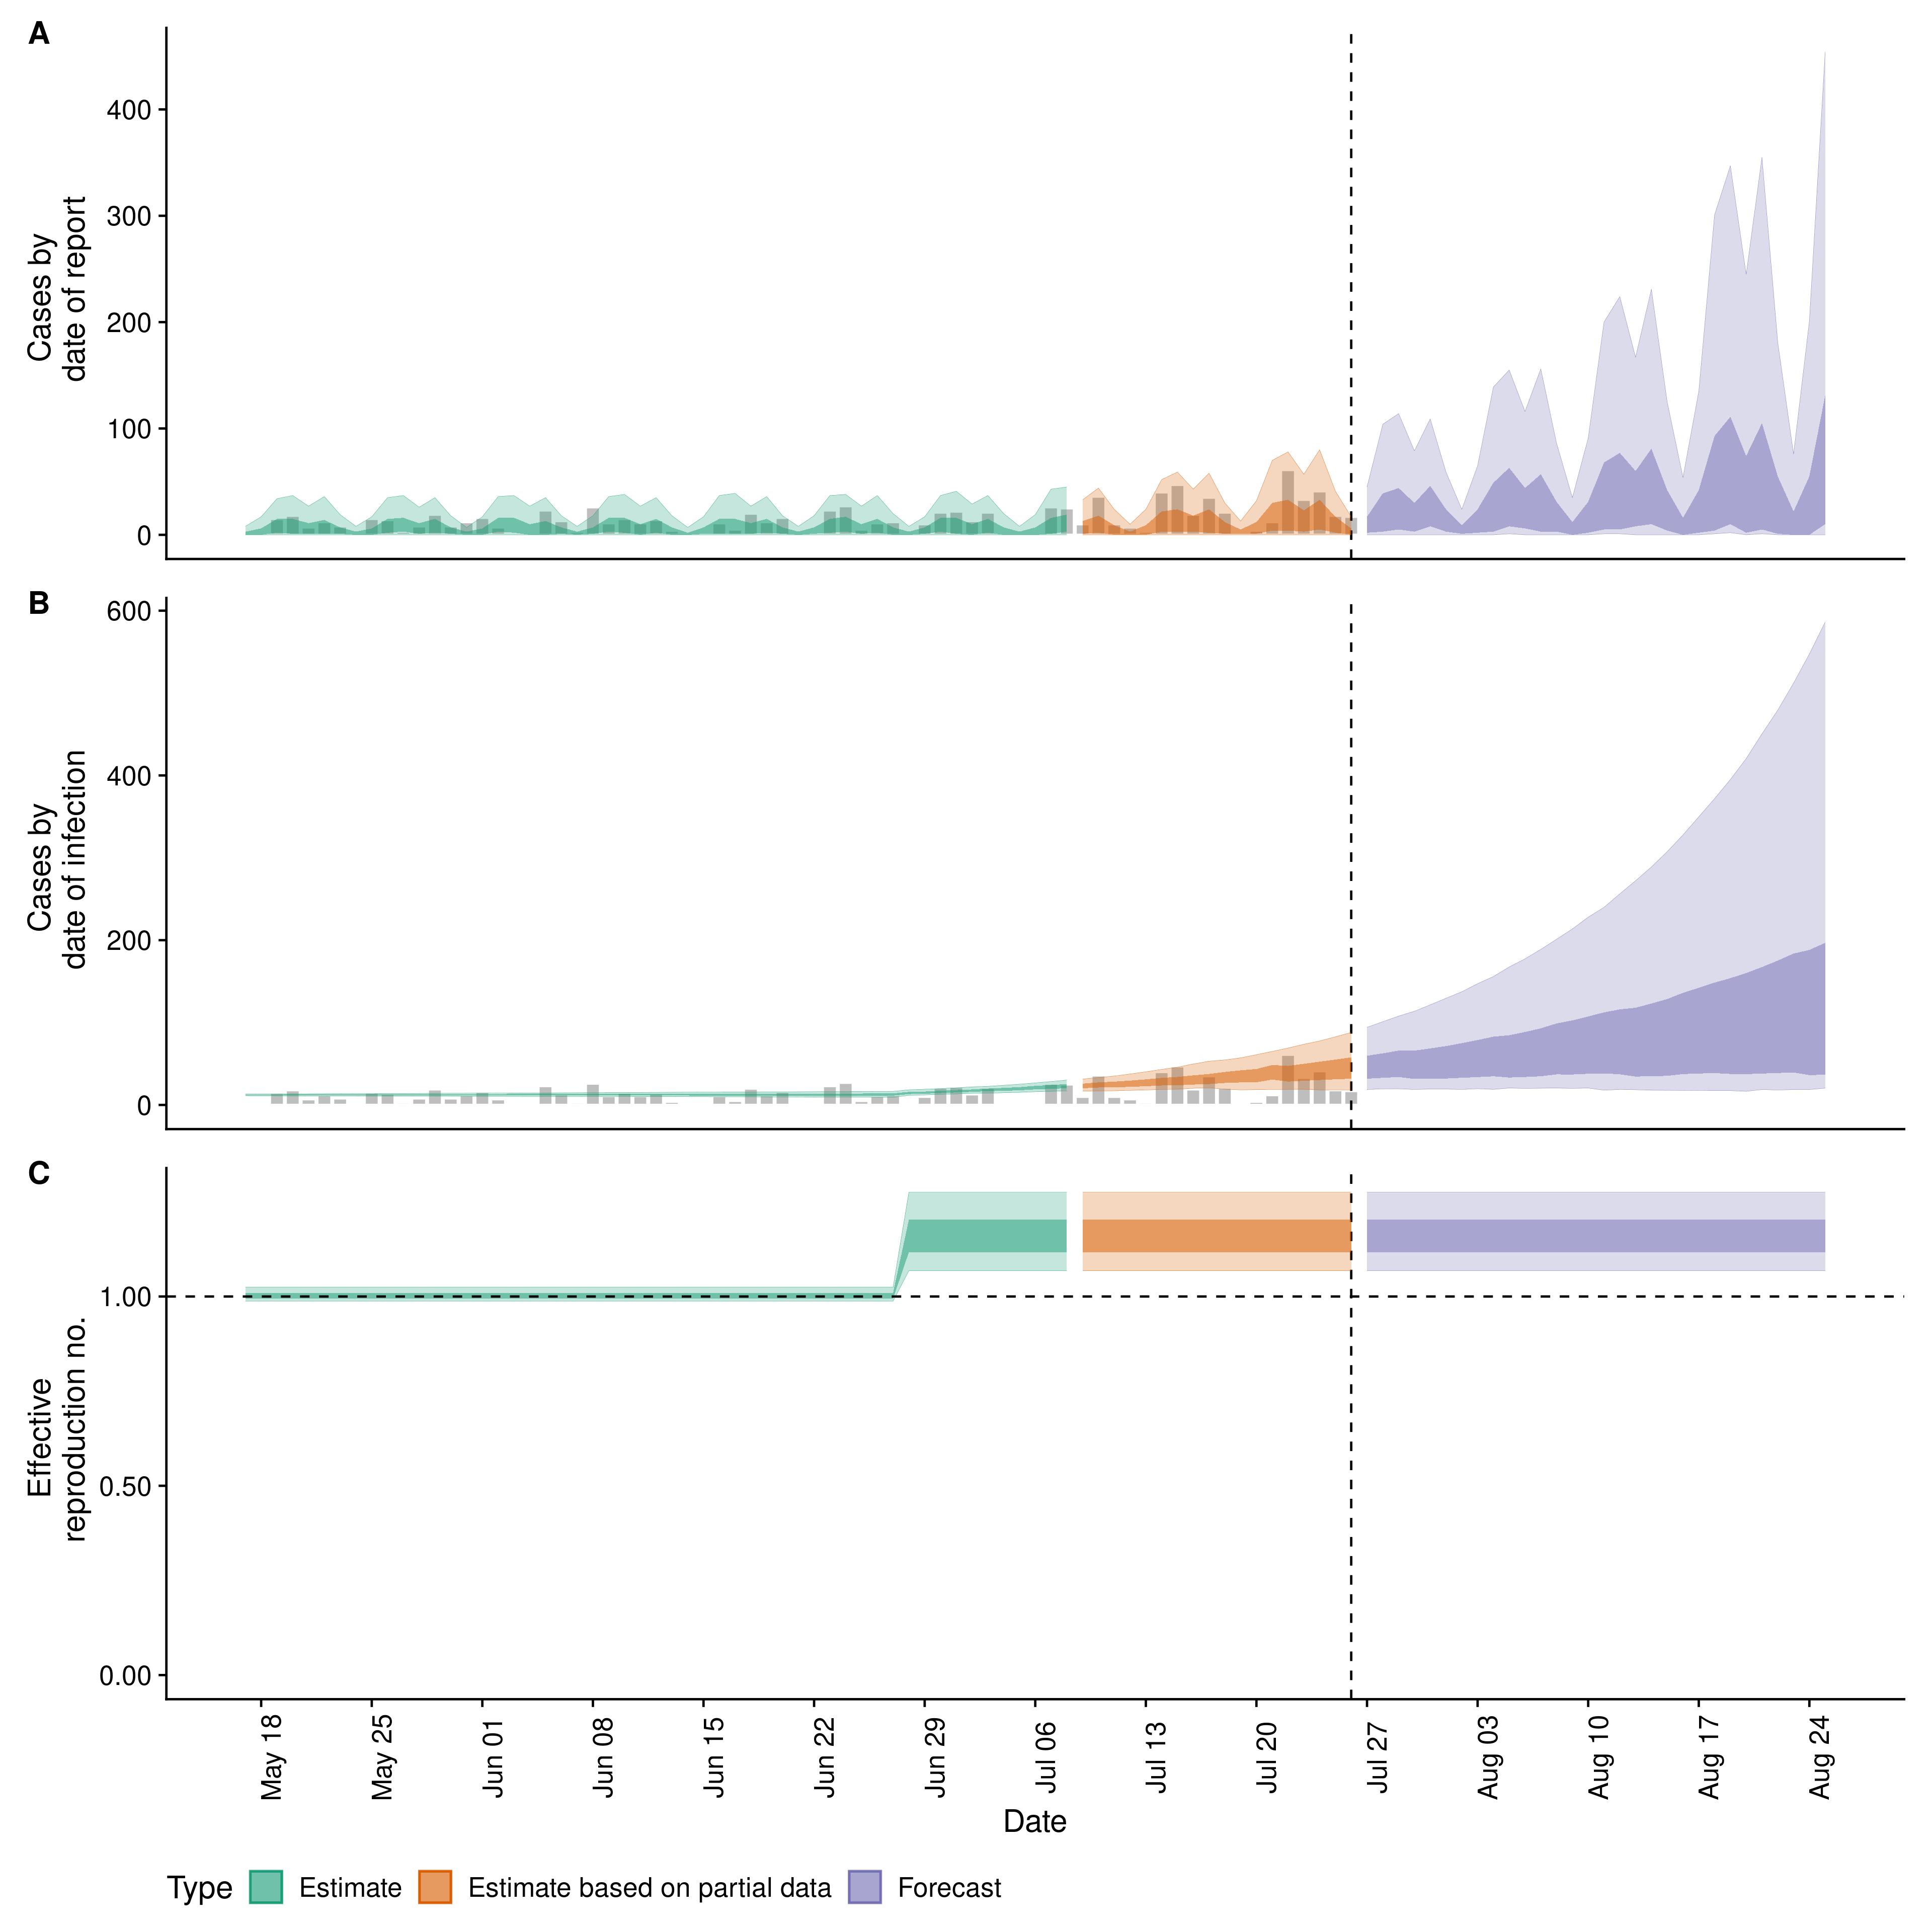 A
Cases by
date of report
400
300
200
100
0
B
Cases by
date of infection
600
400
200
0
C
Effective
reproduction no.
1.00
0.50
0.00
May 18
May 25
Jun 01
Jun 08
Jun 15
Jun 22
Jun 29
Jul 06
Jul 13
Jul 20
Jul 27
Aug 03
Aug 10
Aug 17
Aug 24
Date
Type Estimate Estimate based on partial data Forecast